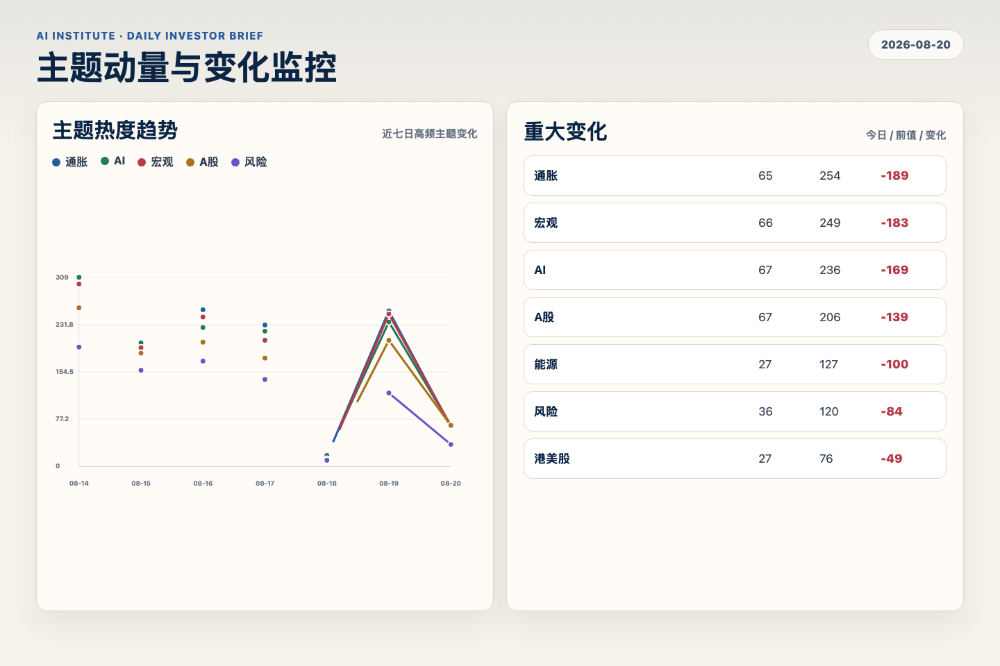 AI INSTITUTE · DAILY INVESTOR BRIEF
主题动量与变化监控
2026-08-20
主题热度趋势
近七日高频主题变化
通胀 AI 宏观 A股 风险
309
231.8
154.5
77.2
0
08-14 08-15 08-16 08-17 08-18 08-19 08-20
重大变化
今日 / 前值 / 变化
通胀 65 254 -189
宏观 66 249 -183
AI 67 236 -169
A股 67 206 -139
能源 27 127 -100
风险 36 120 -84
港美股 27 76 -49